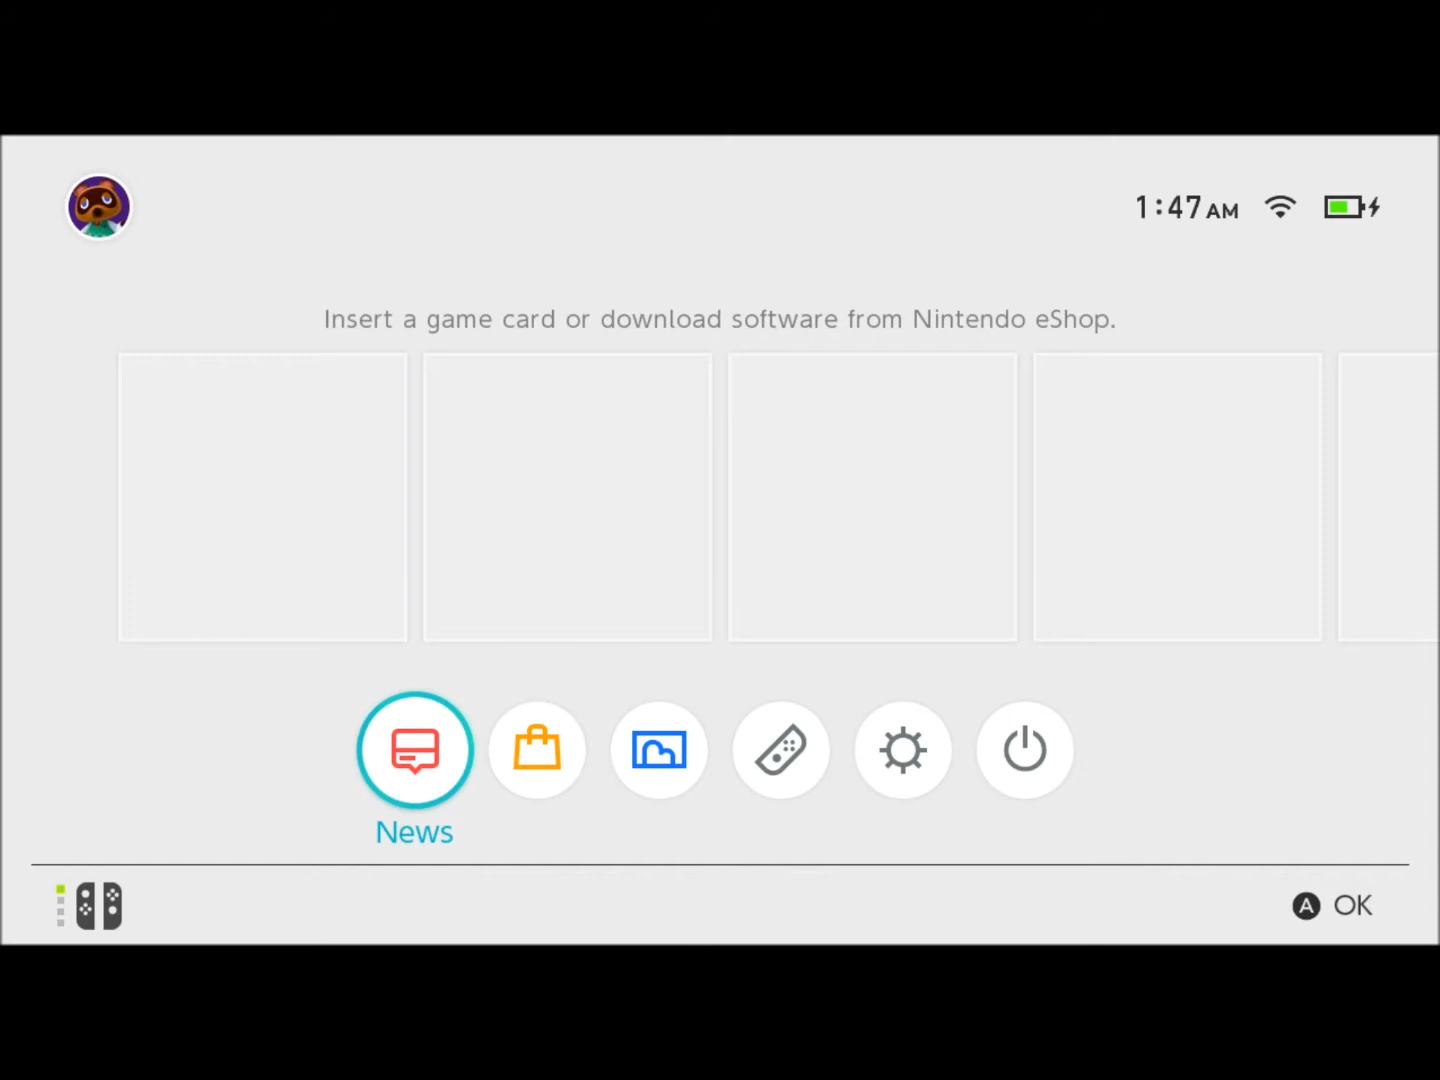 1:47 AM
Insert a game card or download software from Nintendo eShop.
News
A OK